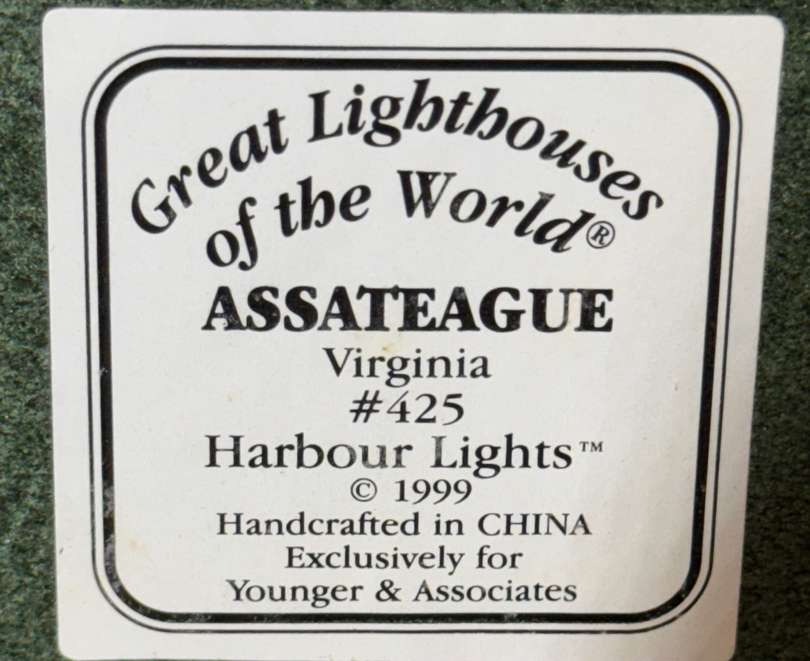 Great Lighthouses
of the World®
ASSATEAGUE
Virginia
#425
Harbour Lights™
© 1999
Handcrafted in CHINA
Exclusively for
Younger & Associates